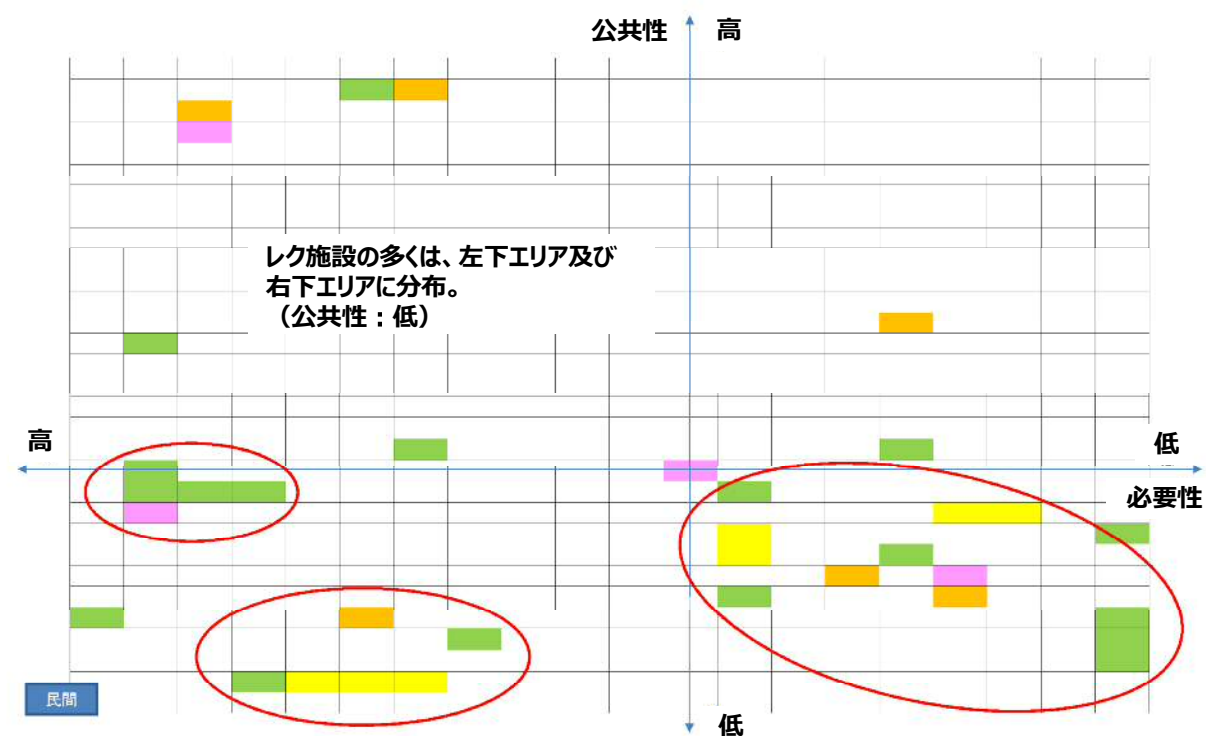 公共性 高
レク施設の多くは、左下エリア及び
右下エリアに分布。
(公共性：低)
高
低
必要性
民間
低